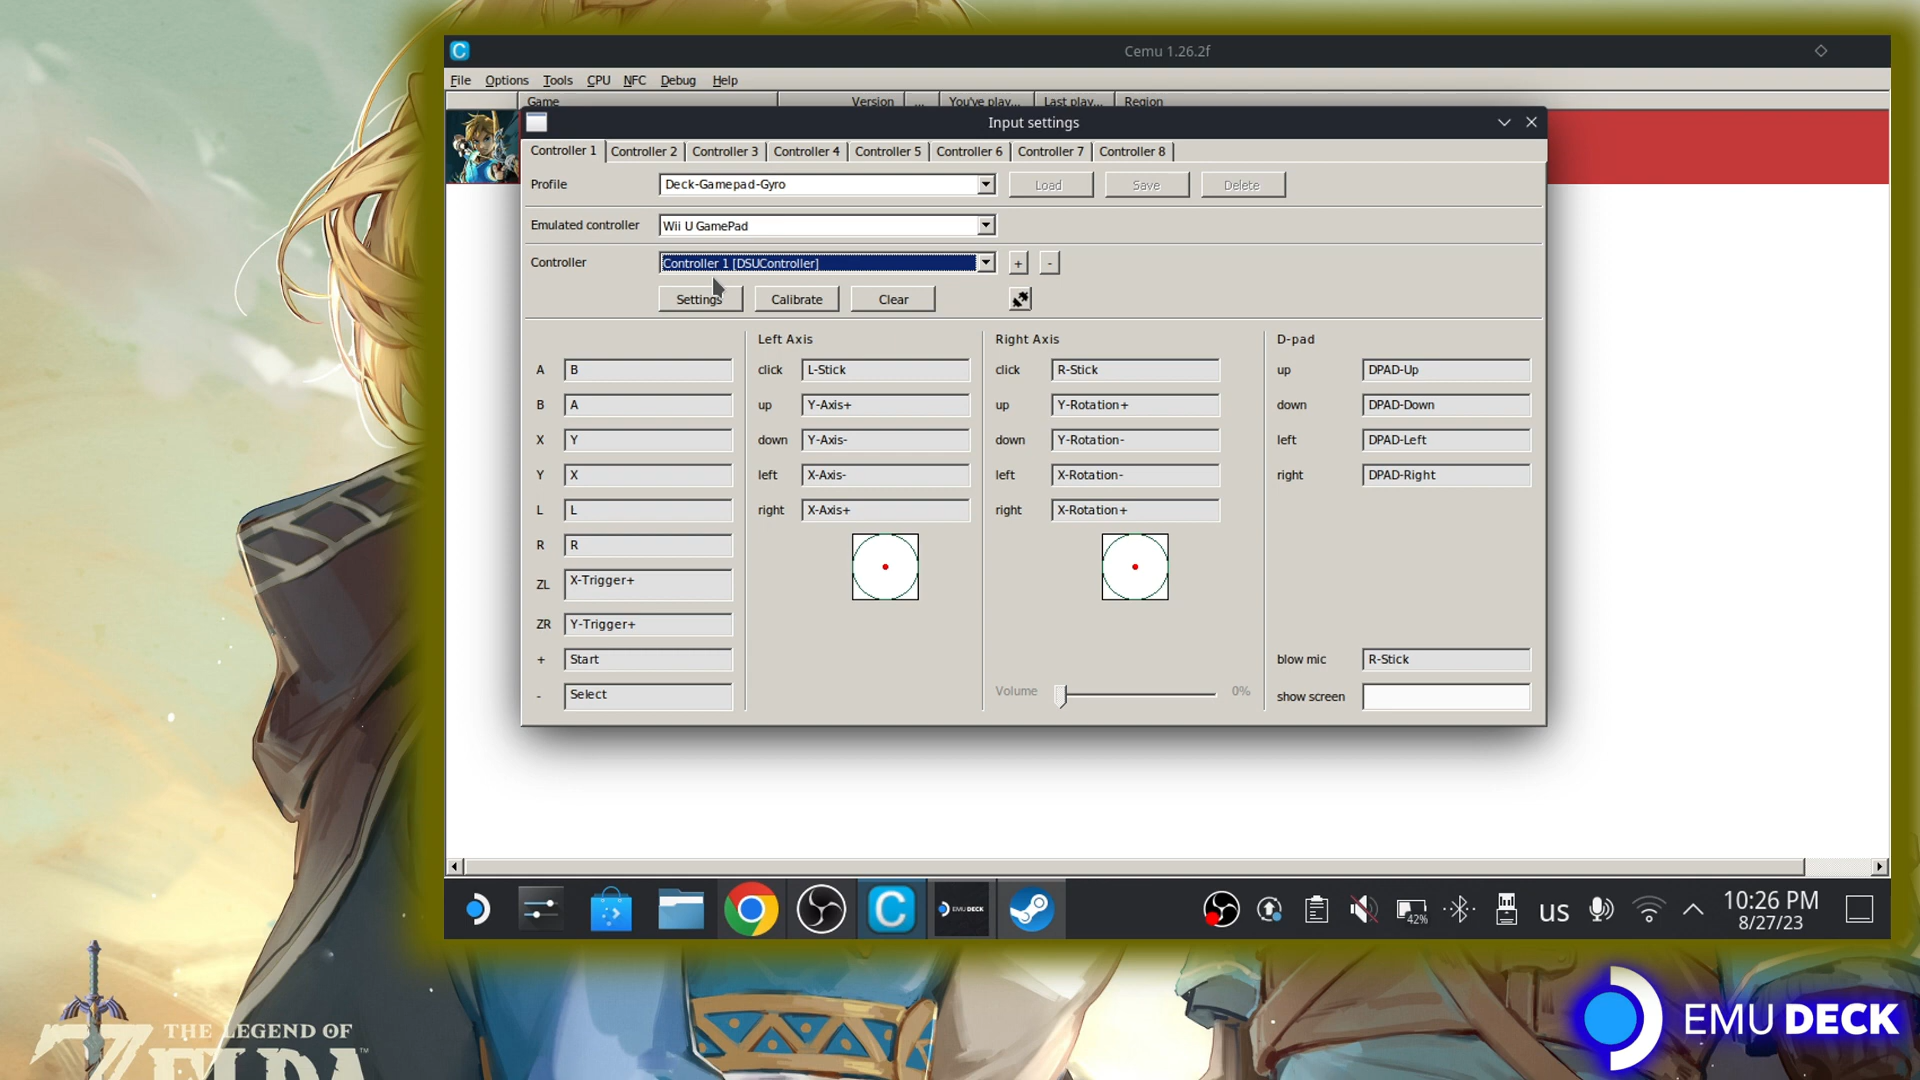 Cemu 1.26.2f
File Options Tools CPU NFC Debug Help
Game Version ... You've play... Last play... Region
Input settings
Controller 1 Controller 2 Controller 3 Controller 4 Controller 5 Controller 6 Controller 7 Controller 8
Profile Deck-Gamepad-Gyro Load Save Delete
Emulated controller Wii U GamePad
Controller Controller 1 [DSUController] + -
Settings Calibrate Clear
Left Axis Right Axis D-pad
A B click L-Stick click R-Stick up DPAD-Up
B A up Y-Axis+ up Y-Rotation+ down DPAD-Down
X Y down Y-Axis- down Y-Rotation- left DPAD-Left
Y X left X-Axis- left X-Rotation- right DPAD-Right
L L right X-Axis+ right X-Rotation+
R R
ZL X-Trigger+
ZR Y-Trigger+
+ Start blow mic R-Stick
- Select Volume 0% show screen
EMU DECK 42% us 10:26 PM
8/27/23
THE LEGEND OF
ZELDA™
EMU DECK